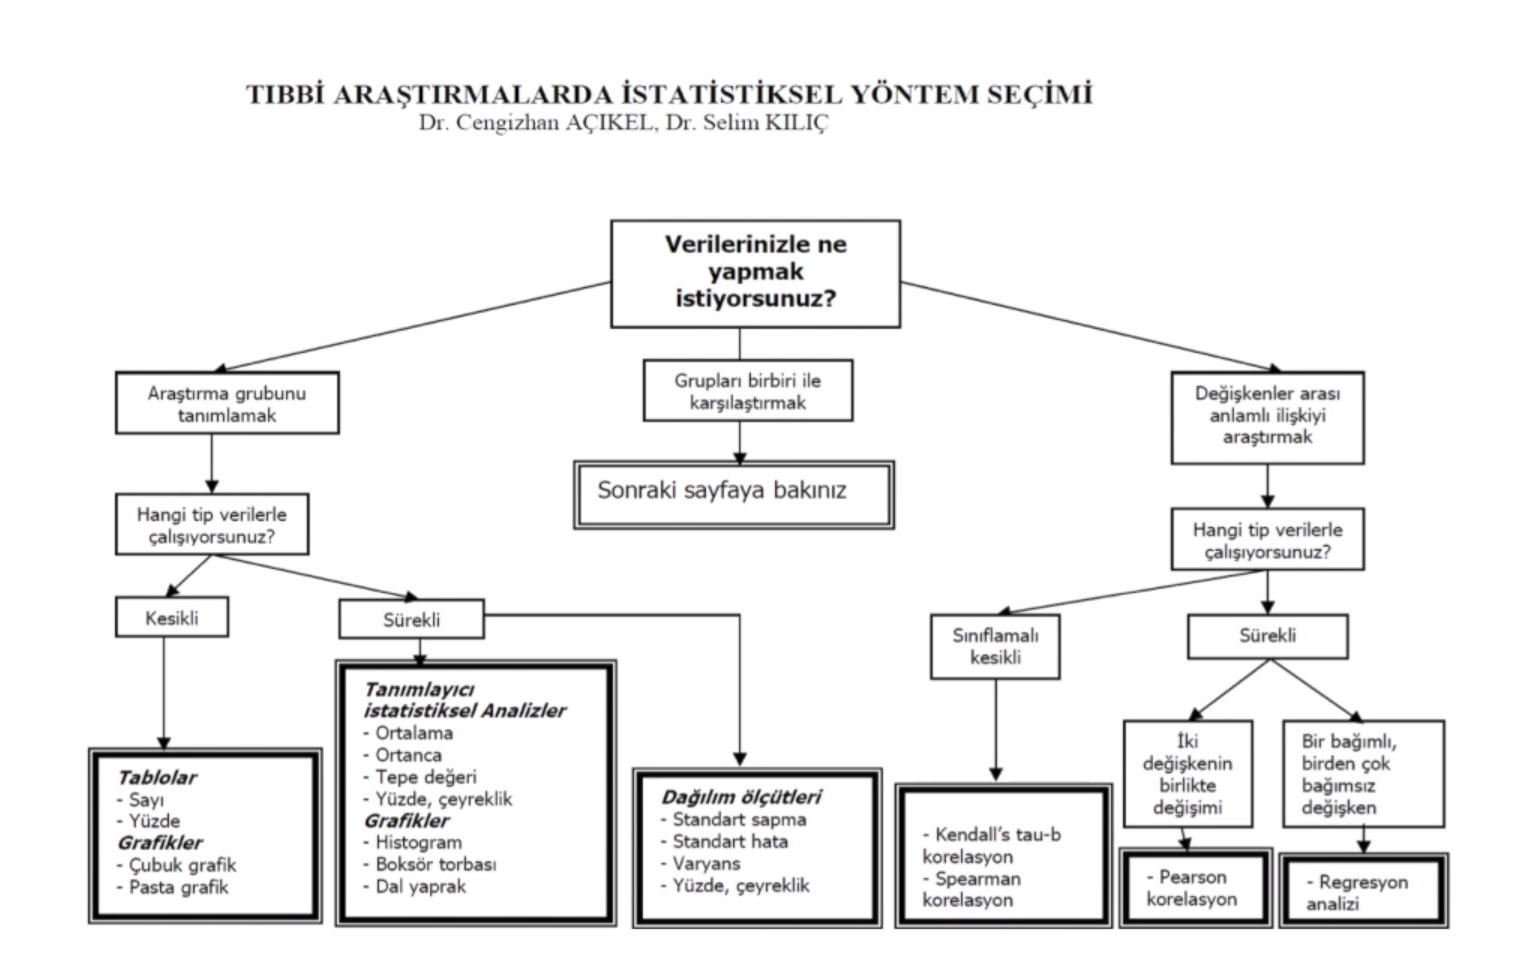 TIBBİ ARAŞTIRMALARDA İSTATİSTİKSEL YÖNTEM SEÇİMİ
Dr. Cengizhan AÇIKEL, Dr. Selim KILIÇ
Verilerinizle ne
yapmak
istiyorsunuz?
Araştırma grubunu
tanımlamak
Grupları birbiri ile
karşılaştırmak
Değişkenler arası
anlamlı ilişkiyi
araştırmak
Sonraki sayfaya bakınız
Hangi tip verilerle
çalışıyorsunuz?
Hangi tip verilerle
çalışıyorsunuz?
Kesikli
Sürekli
Sınıflamalı
kesikli
Sürekli
Tablolar
- Sayı
- Yüzde
Grafikler
- Çubuk grafik
- Pasta grafik
Tanımlayıcı
istatistiksel Analizler
- Ortalama
- Ortanca
- Tepe değeri
- Yüzde, çeyreklik
Grafikler
- Histogram
- Boksör torbası
- Dal yaprak
Dağılım ölçütleri
- Standart sapma
- Standart hata
- Varyans
- Yüzde, çeyreklik
- Kendall's tau-b
korelasyon
- Spearman
korelasyon
İki
değişkenin
birlikte
değişimi
Bir bağımlı,
birden çok
bağımsız
değişken
- Pearson
korelasyon
- Regresyon
analizi